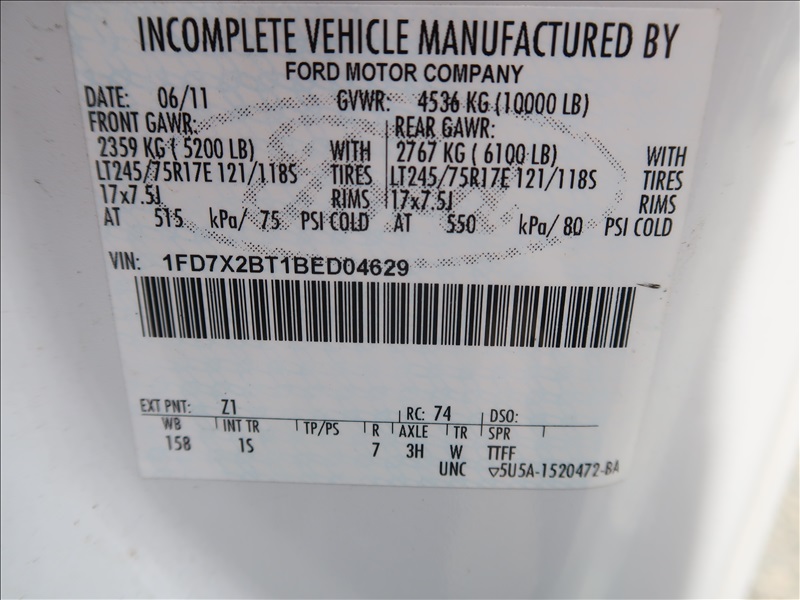 INCOMPLETE VEHICLE MANUFACTURED BY
FORD MOTOR COMPANY
DATE: 06/11 GVWR: 4536 KG (10000 LB)
FRONT GAWR: REAR GAWR:
2359 KG ( 5200 LB) WITH 2767 KG ( 6100 LB) WITH
LT245/75R17E 121/118S TIRES LT245/75R17E 121/118S TIRES
17x7.5J RIMS 17x7.5J RIMS
AT 515 kPa/ 75 PSI COLD AT 550 kPa/ 80 PSI COLD
VIN: 1FD7X2BT1BED04629
EXT PNT: Z1 RC: 74 DSO:
WB INT TR TP/PS R AXLE TR SPR
158 1S 7 3H W TTFF
UNC ▽5U5A-1520472-BA